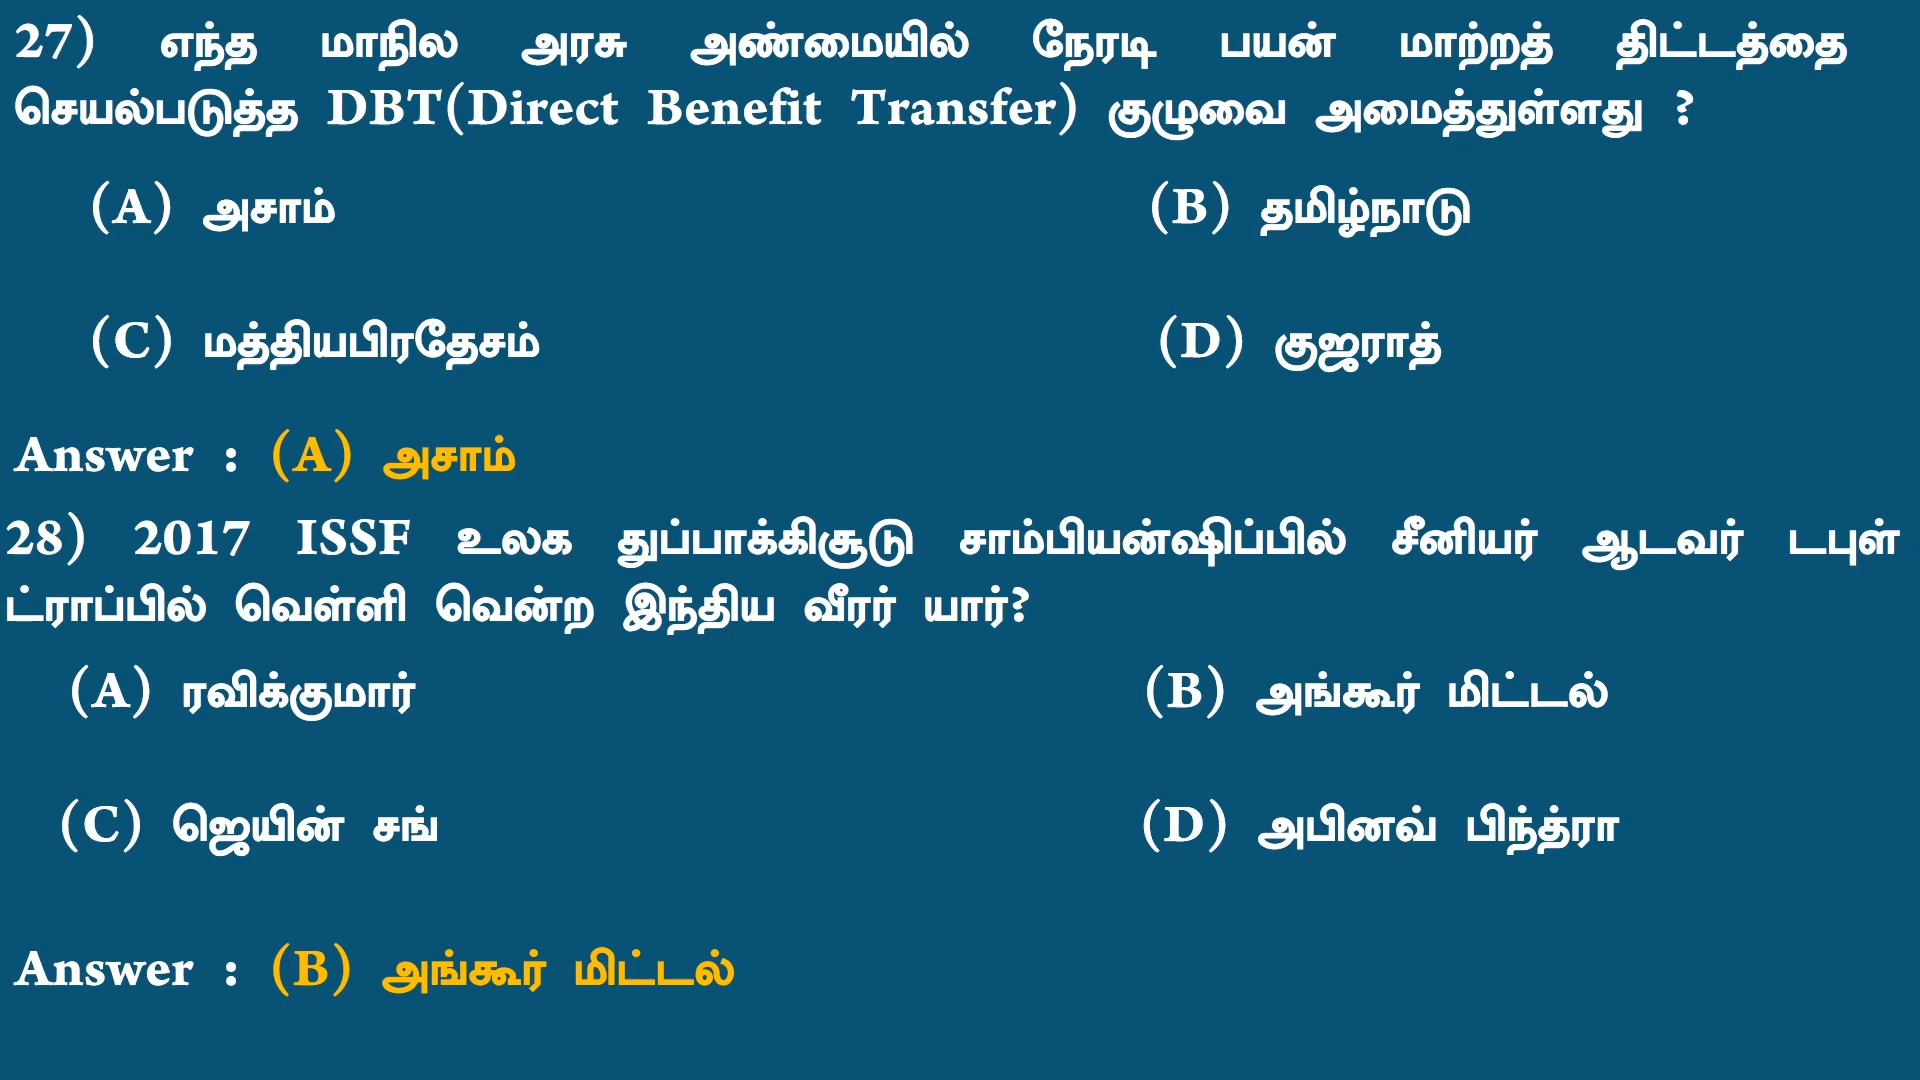 27) எந்த மாநில அரசு அண்மையில் நேரடி பயன் மாற்றத் திட்டத்தை
செயல்படுத்த DBT(Direct Benefit Transfer) குழுவை அமைத்துள்ளது ?
(A) அசாம் (B) தமிழ்நாடு
(C) மத்தியபிரதேசம் (D) குஜராத்
Answer : (A) அசாம்
28) 2017 ISSF உலக துப்பாக்கிசூடு சாம்பியன்ஷிப்பில் சீனியர் ஆடவர் டபுள்
ட்ராப்பில் வெள்ளி வென்ற இந்திய வீரர் யார்?
(A) ரவிக்குமார் (B) அங்கூர் மிட்டல்
(C) ஜெயின் சங் (D) அபினவ் பிந்த்ரா
Answer : (B) அங்கூர் மிட்டல்